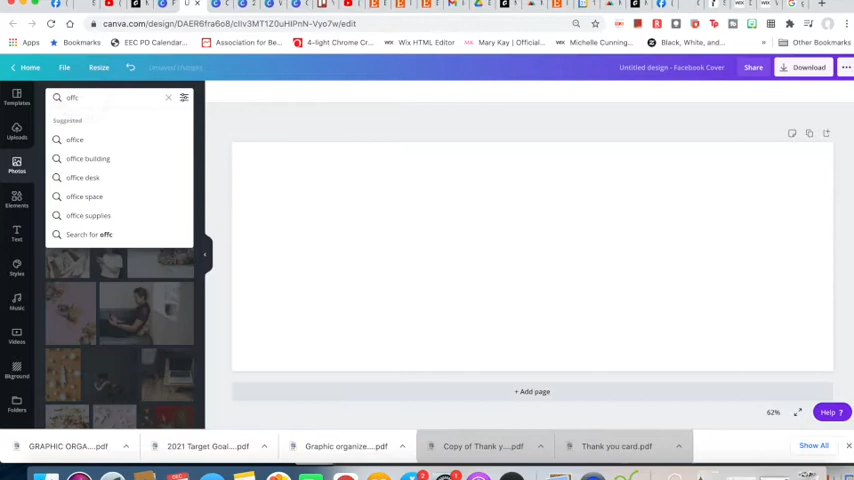 canva.com/design/DAER6fra6o8/cIIv3MT1Z0uHIPnN-Vyo7w/edit
Apps Bookmarks EEC PD Calendar... Association for Be... 4-light Chrome Cr... Wix HTML Editor Mary Kay | Official... Michelle Cunning... Black, White, and... » Other Bookmarks
Home File Resize Unsaved changes Untitled design - Facebook Cover Share Download
Templates
Uploads
Photos
Elements
Text
Styles
Music
Videos
Bkground
Folders
offc
Suggested
office
office building
office desk
office space
office supplies
Search for offc
+ Add page
62% Help ?
GRAPHIC ORGA....pdf 2021 Target Goal....pdf Graphic organize....pdf Copy of Thank y....pdf Thank you card.pdf Show All